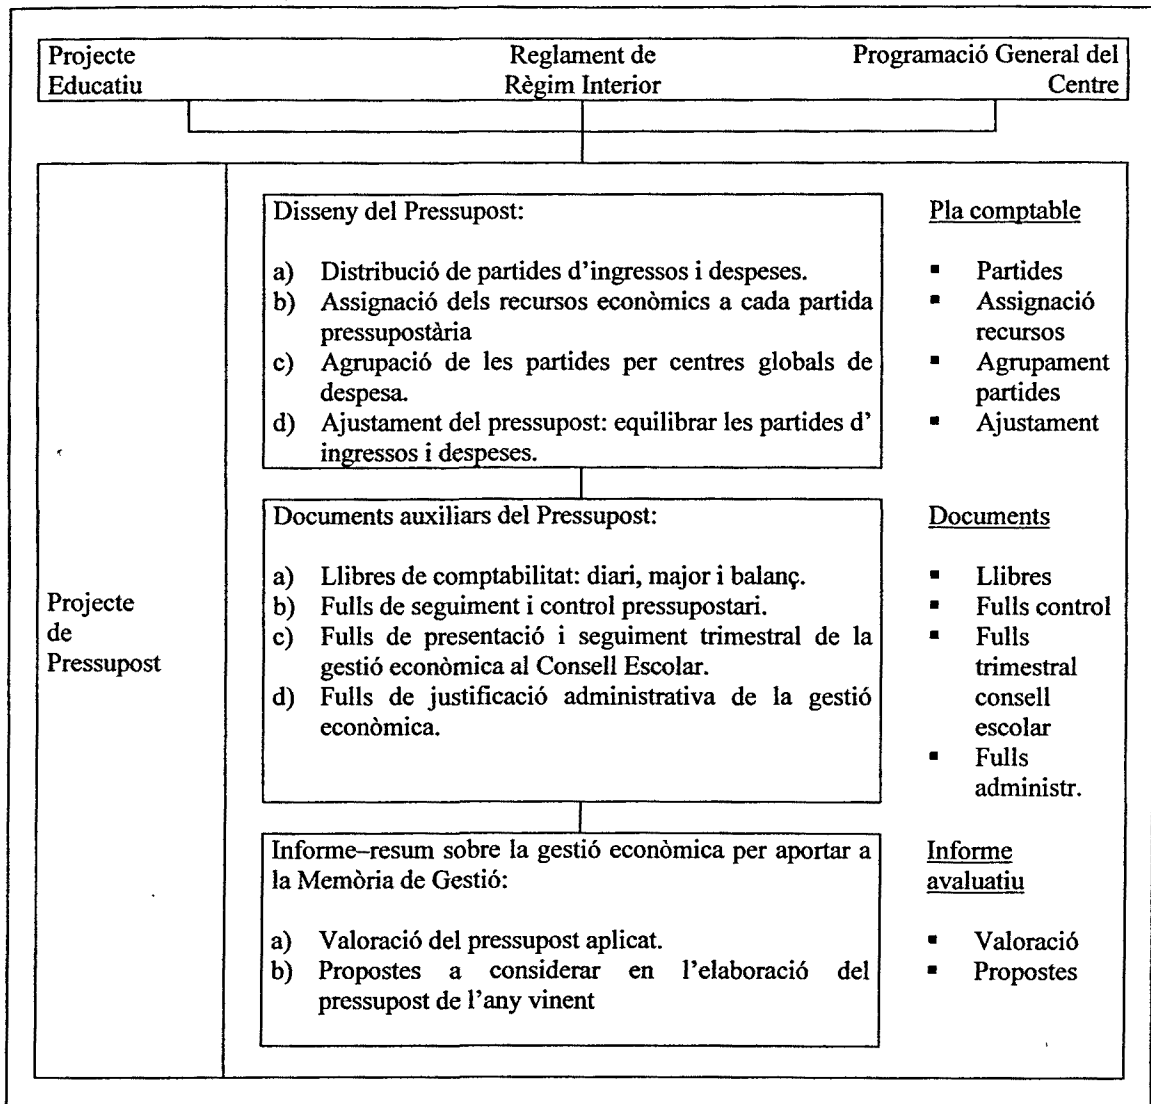 Projecte Reglament de Programació General del
Educatiu Règim Interior Centre
Disseny del Pressupost:
a) Distribució de partides d'ingressos i despeses.
b) Assignació dels recursos econòmics a cada partida
pressupostària
c) Agrupació de les partides per centres globals de
despesa.
d) Ajustament del pressupost: equilibrar les partides d'
ingressos i despeses.
Pla comptable
▪ Partides
▪ Assignació
recursos
▪ Agrupament
partides
▪ Ajustament
Projecte
de
Pressupost
Documents auxiliars del Pressupost:
a) Llibres de comptabilitat: diari, major i balanç.
b) Fulls de seguiment i control pressupostari.
c) Fulls de presentació i seguiment trimestral de la
gestió econòmica al Consell Escolar.
d) Fulls de justificació administrativa de la gestió
econòmica.
Documents
▪ Llibres
▪ Fulls control
▪ Fulls
trimestral
consell
escolar
▪ Fulls
administr.
Informe–resum sobre la gestió econòmica per aportar a
la Memòria de Gestió:
a) Valoració del pressupost aplicat.
b) Propostes a considerar en l'elaboració del
pressupost de l'any vinent
Informe
avaluatiu
▪ Valoració
▪ Propostes